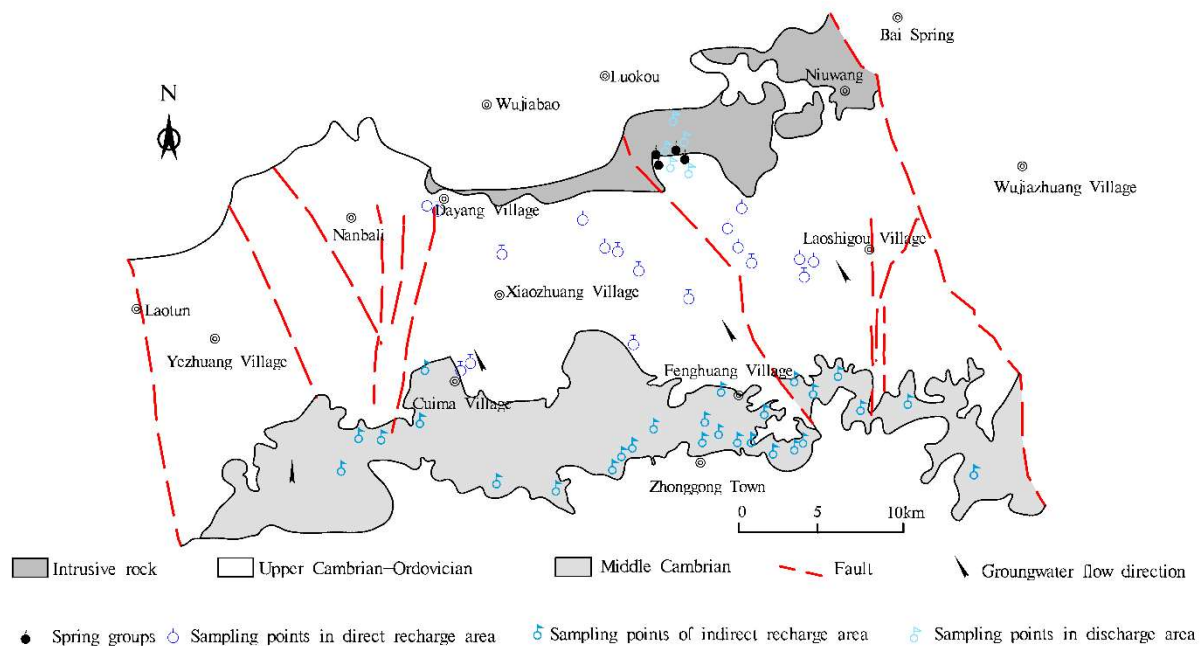 Bai Spring
Luokou
Niuwang
Wujiabao
N
Wujiazhuang Village
Dayang Village
Nanbali
Laoshigou Village
Xiaozhuang Village
Laotun
Yezhuang Village
Fenghuang Village
Cuima Village
Zhonggong Town
0 5 10km
Intrusive rock Upper Cambrian-Ordovician Middle Cambrian Fault Groungwater flow direction
Spring groups Sampling points in direct recharge area Sampling points of indirect recharge area Sampling points in discharge area